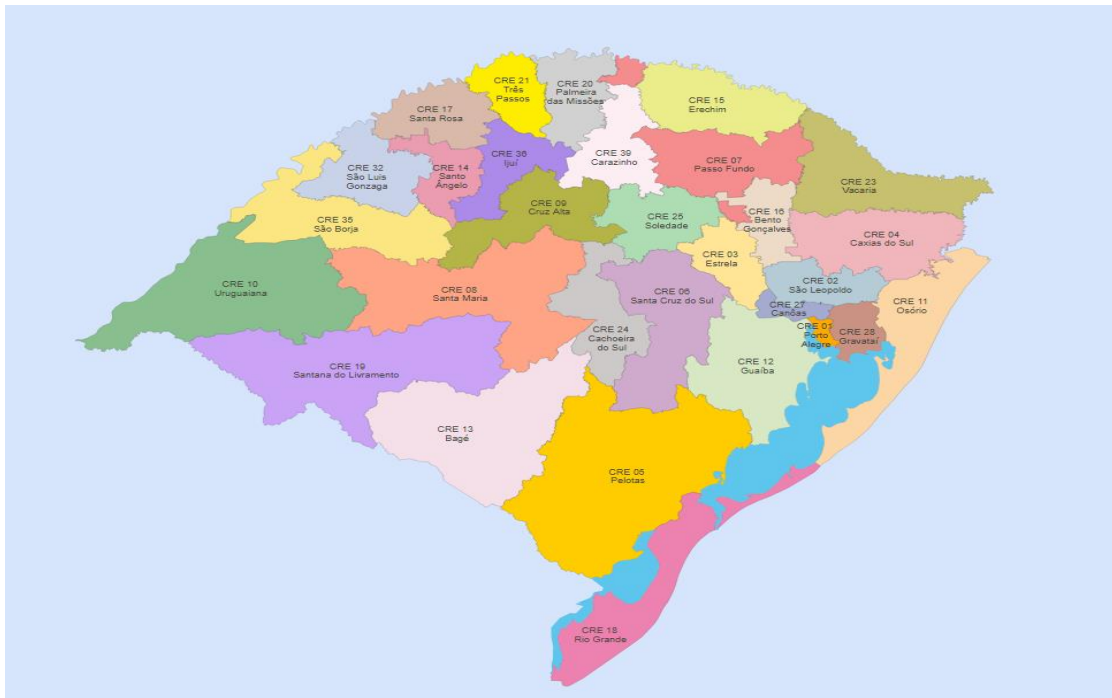 CRE 21
Três
Passos
CRE 20
Palmeira
das Missões
CRE 15
Erechim
CRE 17
Santa Rosa
CRE 39
Carazinho
CRE 36
Ijuí
CRE 07
Passo Fundo
CRE 32
São Luis
Gonzaga
CRE 14
Santo
Ângelo
CRE 23
Vacaria
CRE 09
Cruz Alta
CRE 25
Soledade
CRE 16
Bento
Gonçalves
CRE 35
São Borja
CRE 04
Caxias do Sul
CRE 03
Estrela
CRE 10
Uruguaiana
CRE 08
Santa Maria
CRE 06
Santa Cruz do Sul
CRE 02
São Leopoldo
CRE 27
Canôas
CRE 11
Osório
CRE 24
Cachoeira
do Sul
CRE 01
Porto
Alegre
CRE 28
Gravataí
CRE 19
Santana do Livramento
CRE 12
Guaíba
CRE 13
Bagé
CRE 05
Pelotas
CRE 18
Rio Grande